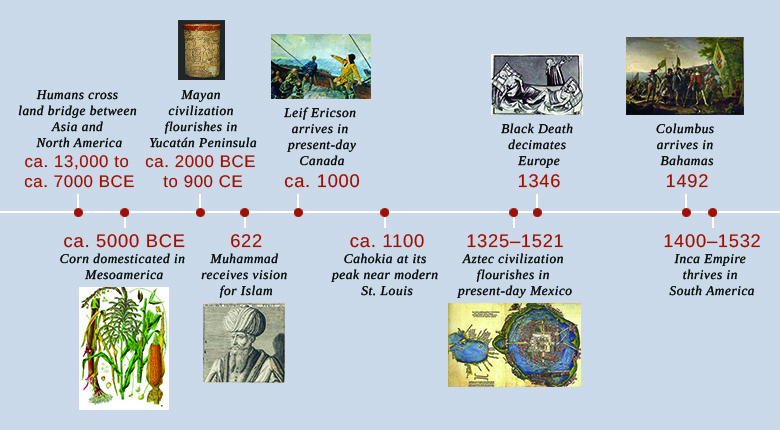 Humans cross
land bridge between
Asia and
North America
ca. 13,000 to
ca. 7000 BCE
Mayan
civilization
flourishes in
Yucatán Peninsula
ca. 2000 BCE
to 900 CE
Leif Ericson
arrives in
present-day
Canada
ca. 1000
Black Death
decimates
Europe
1346
Columbus
arrives in
Bahamas
1492
ca. 5000 BCE
Corn domesticated in
Mesoamerica
622
Muhammad
receives vision
for Islam
ca. 1100
Cahokia at its
peak near modern
St. Louis
1325–1521
Aztec civilization
flourishes in
present-day Mexico
1400–1532
Inca Empire
thrives in
South America